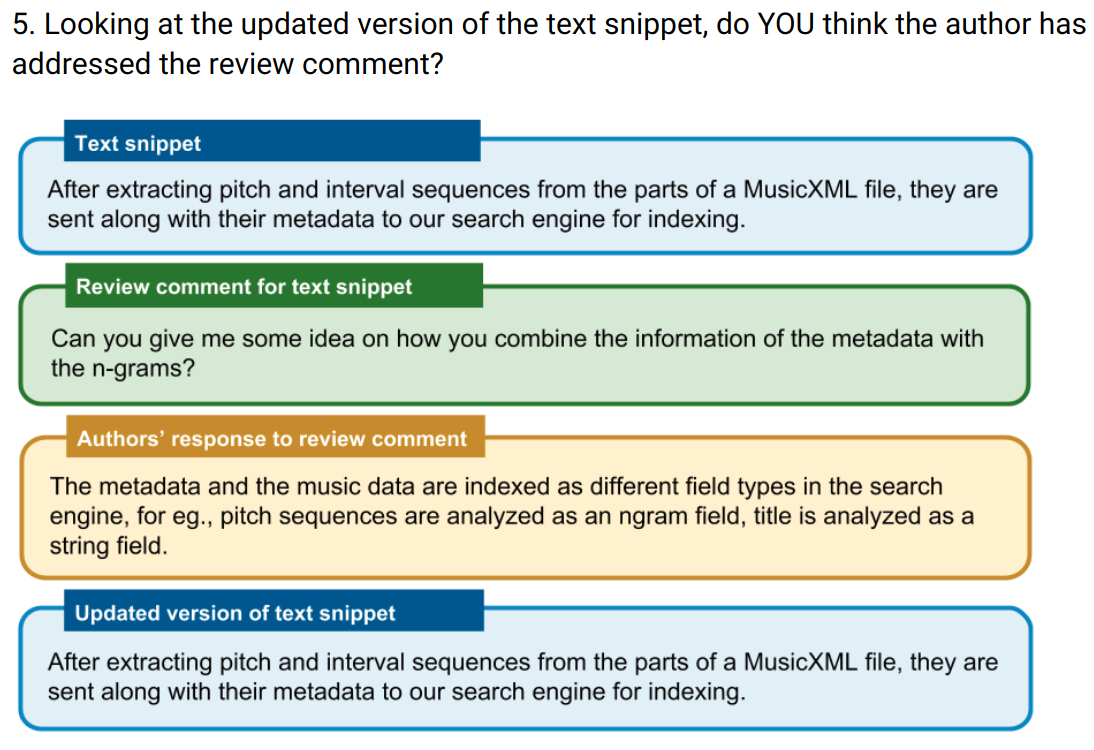 5. Looking at the updated version of the text snippet, do YOU think the author has
addressed the review comment?
Text snippet
After extracting pitch and interval sequences from the parts of a MusicXML file, they are
sent along with their metadata to our search engine for indexing.
Review comment for text snippet
Can you give me some idea on how you combine the information of the metadata with
the n-grams?
Authors’ response to review comment
The metadata and the music data are indexed as different field types in the search
engine, for eg., pitch sequences are analyzed as an ngram field, title is analyzed as a
string field.
Updated version of text snippet
After extracting pitch and interval sequences from the parts of a MusicXML file, they are
sent along with their metadata to our search engine for indexing.